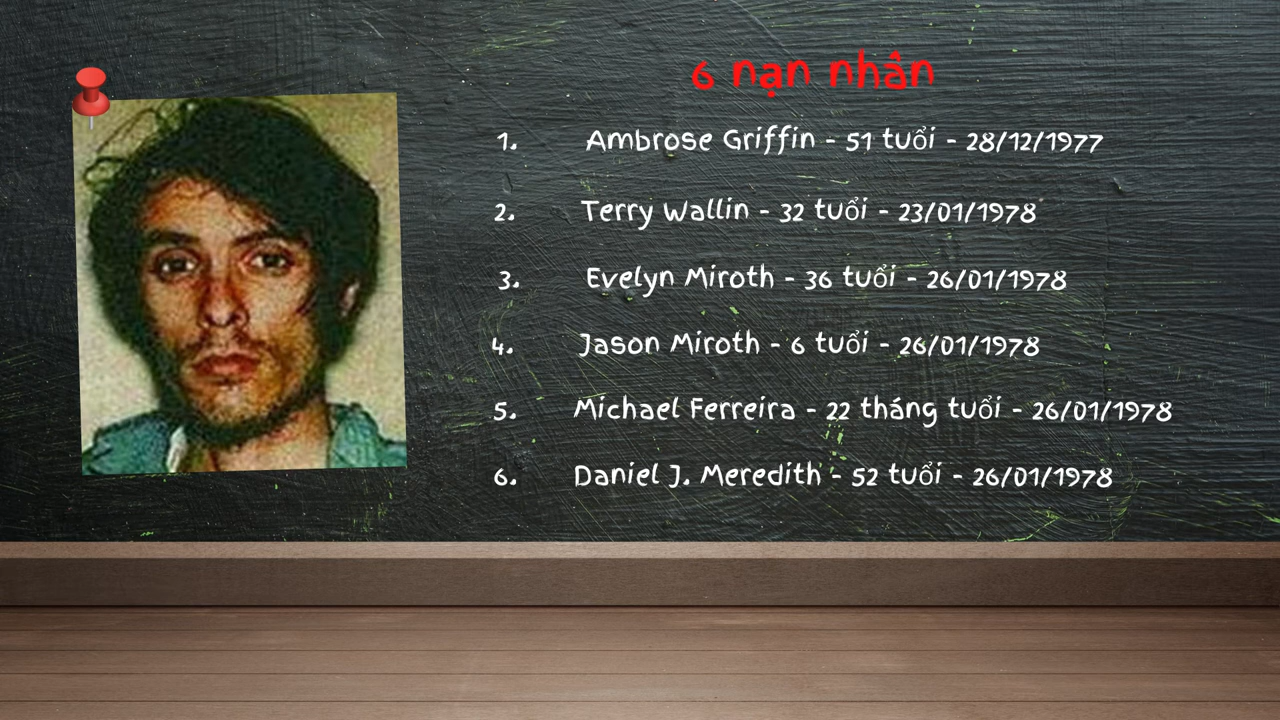 6 nạn nhân
1. Ambrose Griffin - 51 tuổi - 28/12/1977
2. Terry Wallin - 32 tuổi - 23/01/1978
3. Evelyn Miroth - 36 tuổi - 26/01/1978
4. Jason Miroth - 6 tuổi - 26/01/1978
5. Michael Ferreira - 22 tháng tuổi - 26/01/1978
6. Daniel J. Meredith - 52 tuổi - 26/01/1978